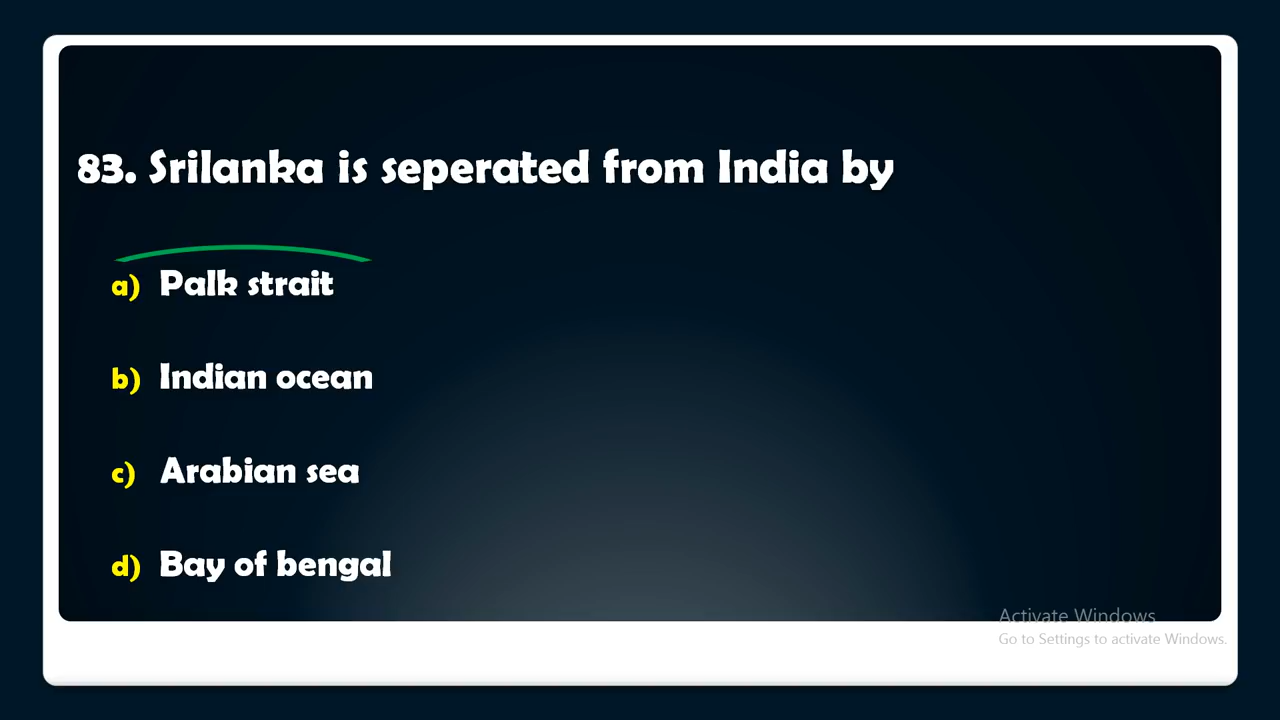 83. Srilanka is seperated from India by
a) Palk strait
b) Indian ocean
c) Arabian sea
d) Bay of bengal
Activate Windows
Go to Settings to activate Windows.